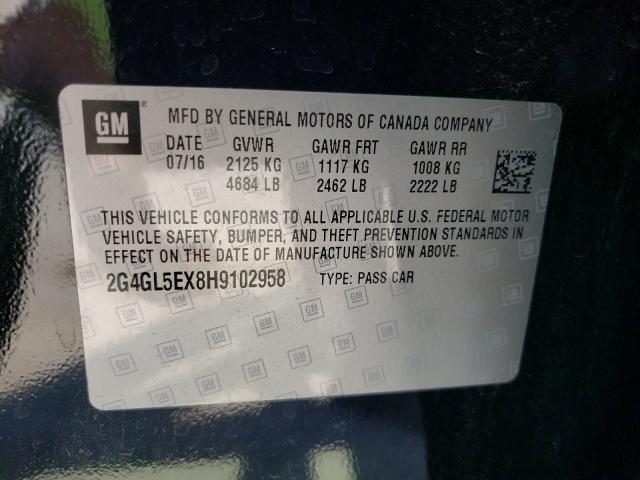 GM
MFD BY GENERAL MOTORS OF CANADA COMPANY
DATE GVWR GAWR FRT GAWR RR
07/16 2125 KG 1117 KG 1008 KG
4684 LB 2462 LB 2222 LB
THIS VEHICLE CONFORMS TO ALL APPLICABLE U.S. FEDERAL MOTOR
VEHICLE SAFETY, BUMPER, AND THEFT PREVENTION STANDARDS IN
EFFECT ON THE DATE OF MANUFACTURE SHOWN ABOVE.
2G4GL5EX8H9102958 TYPE: PASS CAR